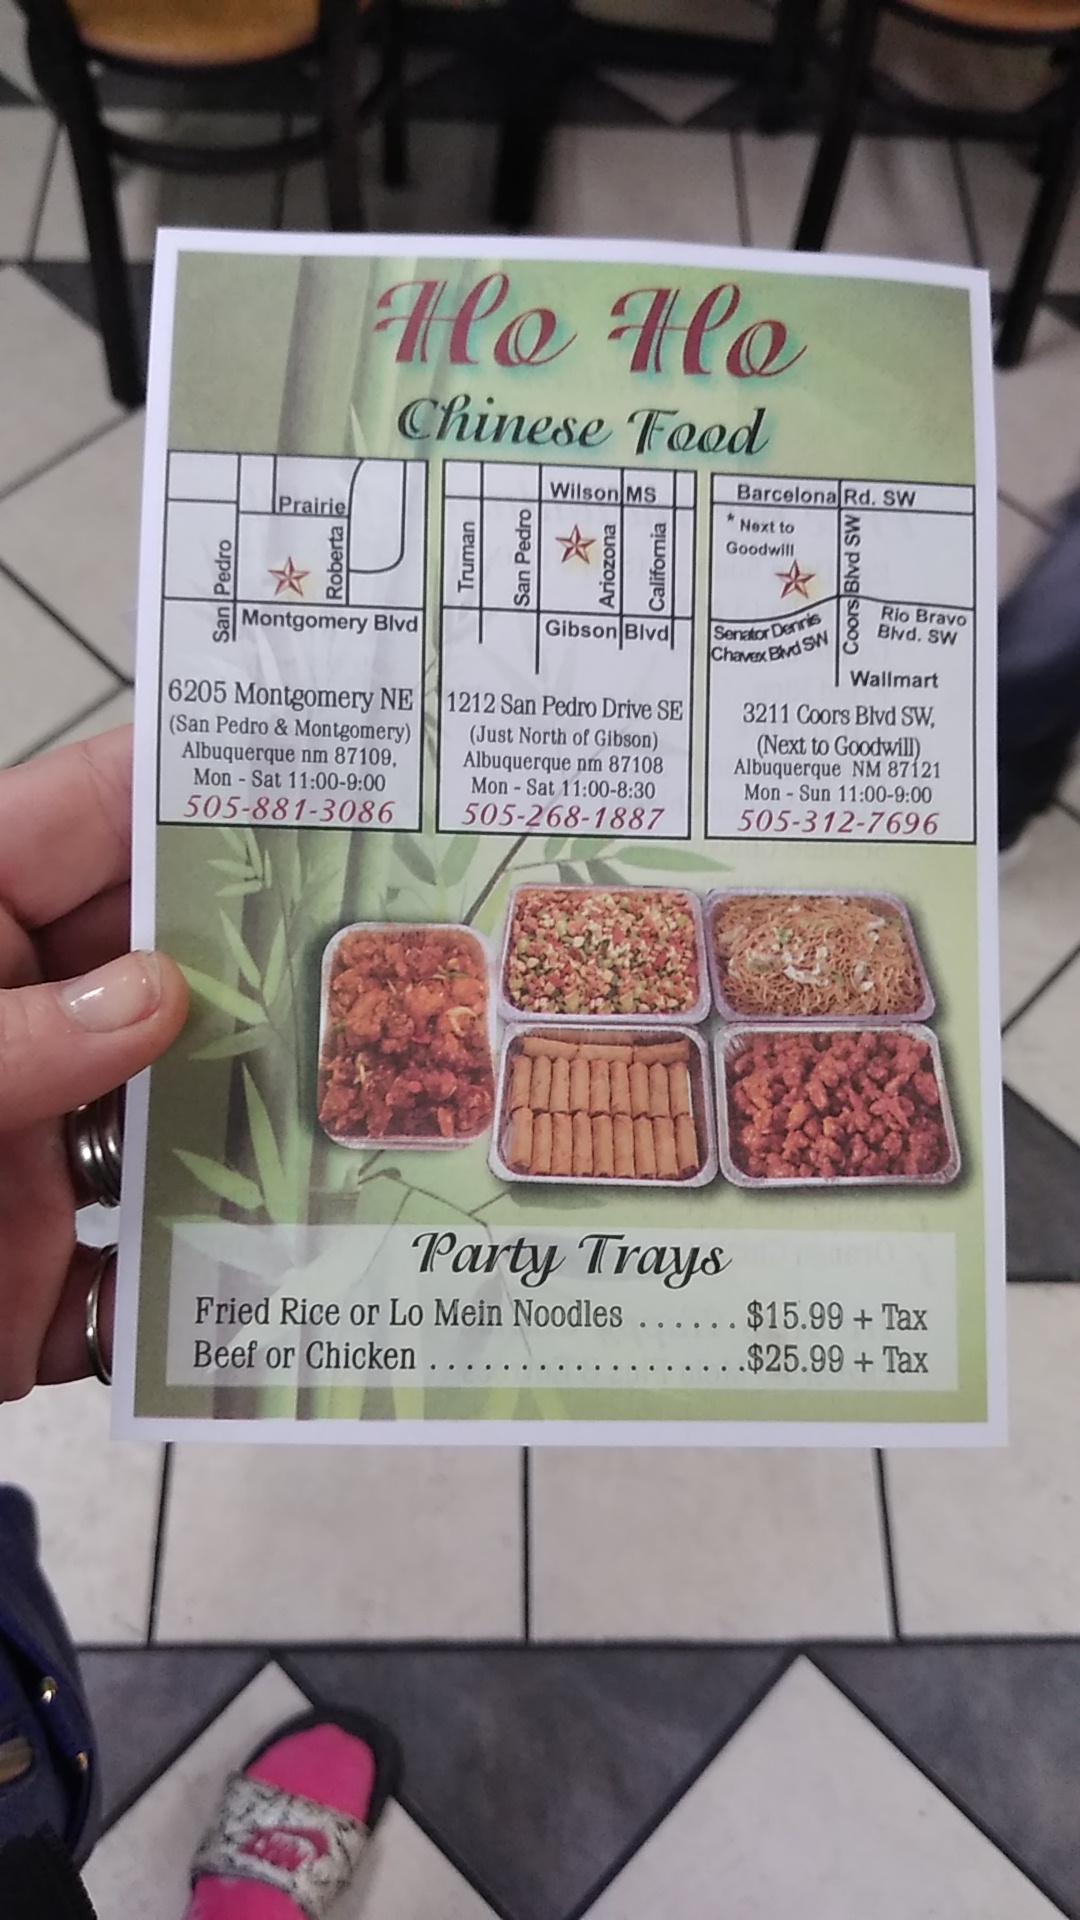 Ho Ho
Chinese Food
Prairie
San Pedro
Roberta
Montgomery Blvd
6205 Montgomery NE
(San Pedro & Montgomery)
Albuquerque nm 87109,
Mon - Sat 11:00-9:00
505-881-3086
Wilson MS
Truman
San Pedro
Ariozona
California
Gibson Blvd
1212 San Pedro Drive SE
(Just North of Gibson)
Albuquerque nm 87108
Mon - Sat 11:00-8:30
505-268-1887
Barcelona Rd. SW
* Next to
Goodwill
Coors Blvd SW
Senator Dennis
Chavex Blvd SW
Rio Bravo
Blvd. SW
Wallmart
3211 Coors Blvd SW,
(Next to Goodwill)
Albuquerque NM 87121
Mon - Sun 11:00-9:00
505-312-7696
Party Trays
Fried Rice or Lo Mein Noodles ...... $15.99 + Tax
Beef or Chicken ...................$25.99 + Tax